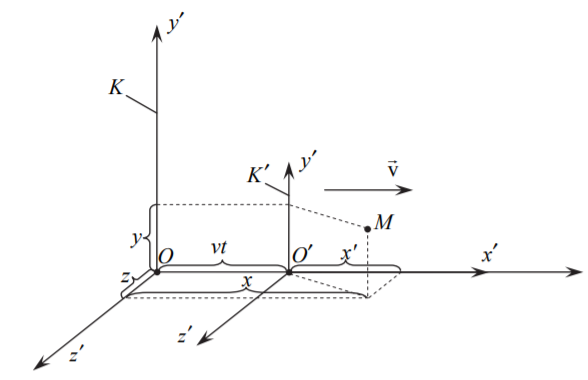 y′
K
K′ y′ v⃗
y M
O vt O′ x′ x′
z x
z′ z′